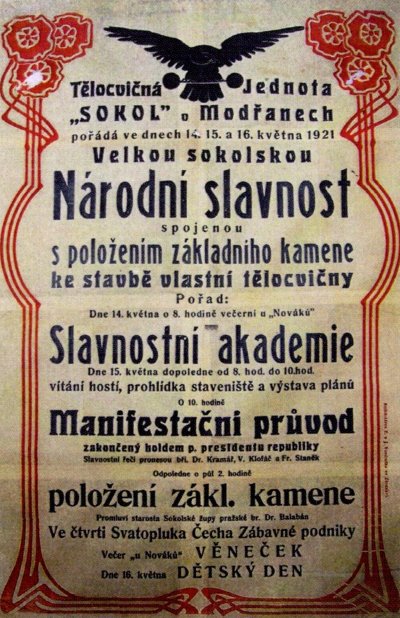 Tělocvičná Jednota
„SOKOL” v Modřanech
pořádá ve dnech 14. 15. a 16. května 1921
Velkou sokolskou
Národní slavnost
spojenou
s položením základního kamene
ke stavbě vlastní tělocvičny
Pořad:
Dne 14. května o 8. hodině večerní u „Nováků”
Slavnostní akademie
Dne 15. května dopoledne od 8. hod. do 10. hod.
vítání hostí, prohlídka staveniště a výstava plánů
O 10. hodině
Manifestační průvod
zakončený holdem p. presidentu republiky
Slavnostní řeči pronesou bři. Dr. Kramář, V. Klofáč a Fr. Staněk
Odpoledne o půl 2. hodině
položení zákl. kamene
Promluví starosta Sokolské župy pražské br. Dr. Balabán
Ve čtvrti Svatopluka Čecha Zábavné podniky
Večer „u Nováků” VĚNEČEK
Dne 16. května DĚTSKÝ DEN